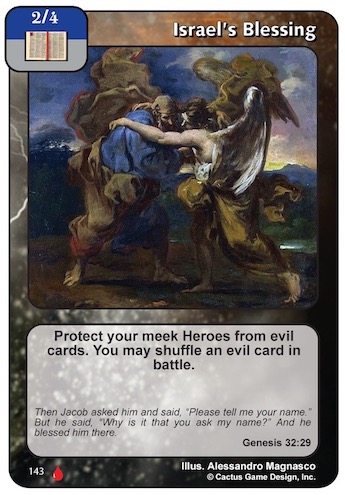 2/4
Israel's Blessing
Protect your meek Heroes from evil
cards. You may shuffle an evil card in
battle.
Then Jacob asked him and said, “Please tell me your name.”
But he said, “Why is it that you ask my name?” And he
blessed him there.
Genesis 32:29
Illus. Alessandro Magnasco
143 © Cactus Game Design, Inc.